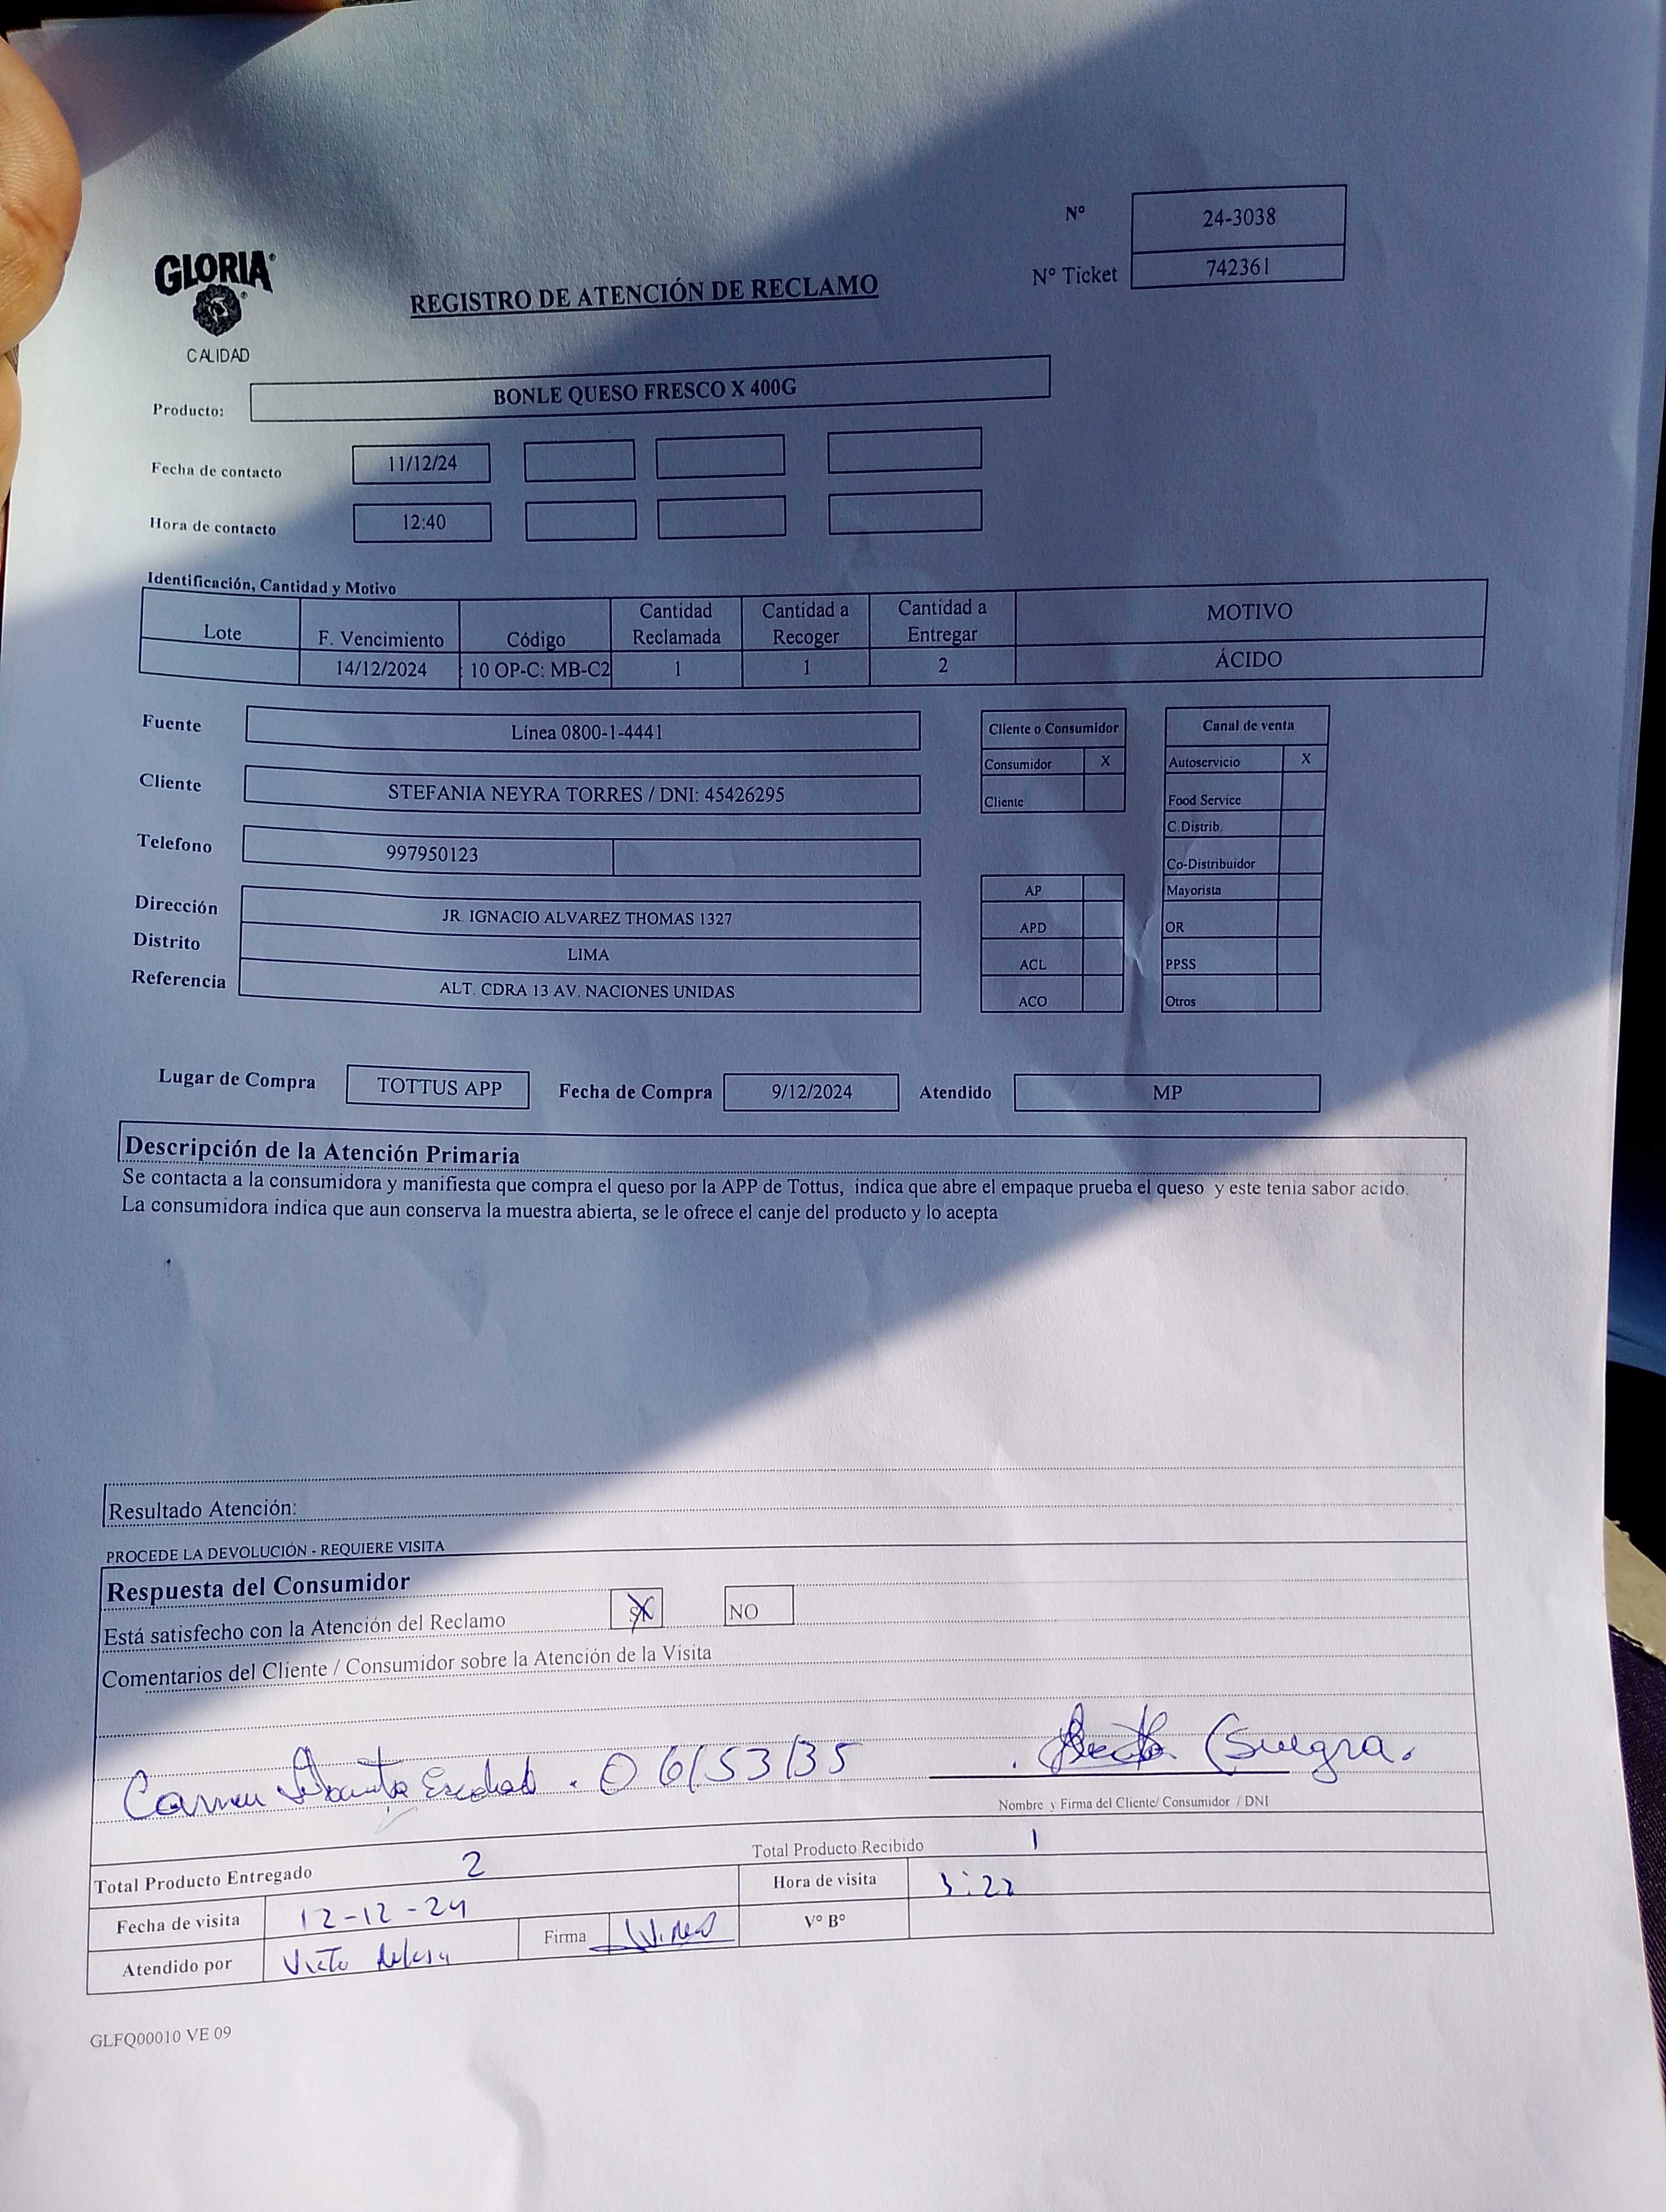 Nº 24-3038
GLORIA
CALIDAD
REGISTRO DE ATENCIÓN DE RECLAMO
Nº Ticket 742361
Producto: BONLE QUESO FRESCO X 400G
Fecha de contacto 11/12/24
Hora de contacto 12:40
Identificación, Cantidad y Motivo
Lote F. Vencimiento Código Cantidad Reclamada Cantidad a Recoger Cantidad a Entregar MOTIVO
14/12/2024 : 10 OP-C: MB-C2 1 1 2 ÁCIDO
Fuente Línea 0800-1-4441
Cliente STEFANIA NEYRA TORRES / DNI: 45426295
Telefono 997950123
Dirección JR. IGNACIO ALVAREZ THOMAS 1327
Distrito LIMA
Referencia ALT. CDRA 13 AV. NACIONES UNIDAS
Cliente o Consumidor
Consumidor X
Cliente
AP
APD
ACL
ACO
Canal de venta
Autoservicio X
Food Service
C.Distrib.
Co-Distribuidor
Mayorista
OR
PPSS
Otros
Lugar de Compra TOTTUS APP Fecha de Compra 9/12/2024 Atendido MP
Descripción de la Atención Primaria
Se contacta a la consumidora y manifiesta que compra el queso por la APP de Tottus, indica que abre el empaque prueba el queso y este tenia sabor acido.
La consumidora indica que aun conserva la muestra abierta, se le ofrece el canje del producto y lo acepta
Resultado Atención:
PROCEDE LA DEVOLUCIÓN - REQUIERE VISITA
Respuesta del Consumidor
Está satisfecho con la Atención del Reclamo SI X NO
Comentarios del Cliente / Consumidor sobre la Atención de la Visita
Carmen . 06153135 (Suegra.
Nombre y Firma del Cliente/ Consumidor / DNI
Total Producto Entregado 2 Total Producto Recibido 1
Fecha de visita 12-12-24 Hora de visita 3:22
Atendido por Firma Vº Bº
GLFQ00010 VE 09